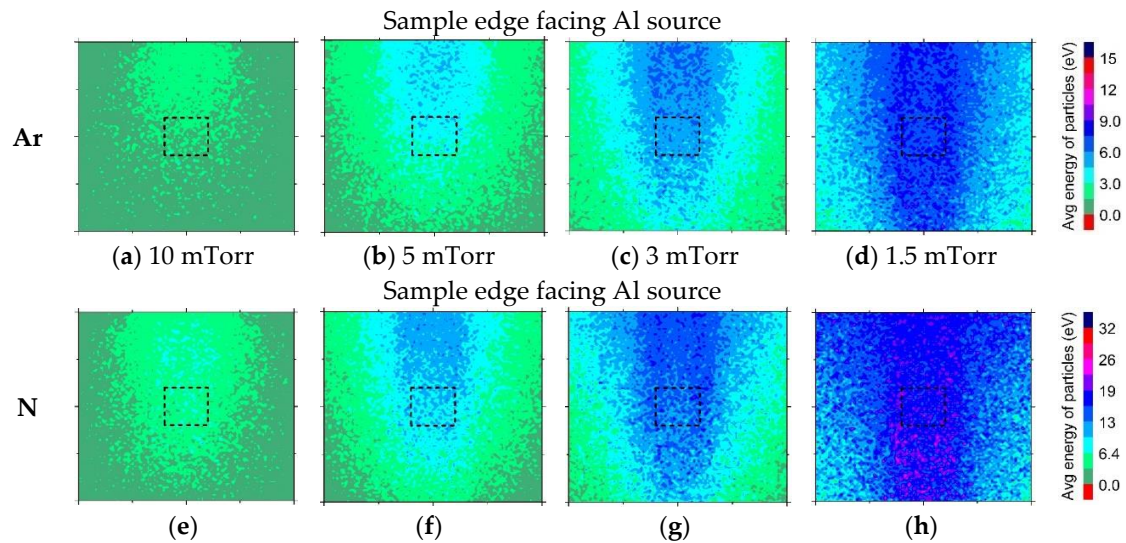 Sample edge facing Al source
Ar
15
12
9.0
6.0
3.0
0.0
Avg energy of particles (eV)
(a) 10 mTorr
(b) 5 mTorr
(c) 3 mTorr
(d) 1.5 mTorr
Sample edge facing Al source
N
32
26
19
13
6.4
0.0
Avg energy of particles (eV)
(e)
(f)
(g)
(h)